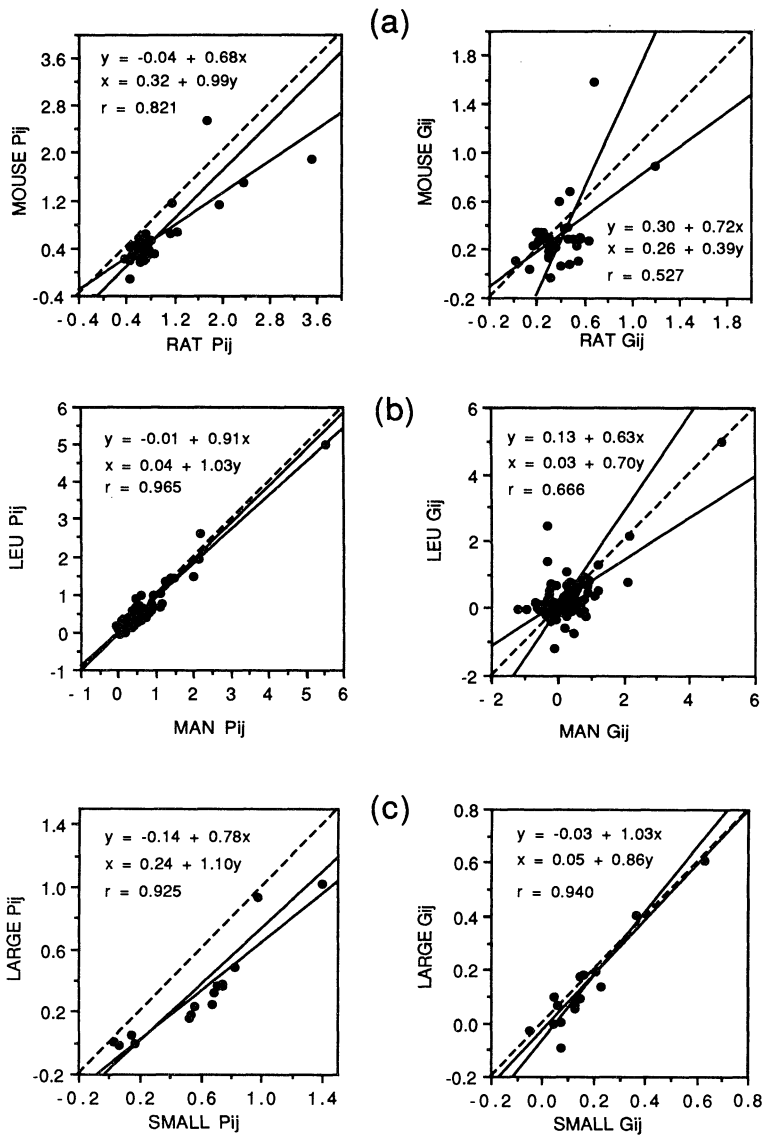 (a)
y = -0.04 + 0.68x
x = 0.32 + 0.99y
r = 0.821
MOUSE Pij
3.6
2.8
2.0
1.2
0.4
-0.4
-0.4 0.4 1.2 2.0 2.8 3.6
RAT Pij
y = 0.30 + 0.72x
x = 0.26 + 0.39y
r = 0.527
MOUSE Gij
1.8
1.4
1.0
0.6
0.2
-0.2
-0.2 0.2 0.6 1.0 1.4 1.8
RAT Gij
(b)
y = -0.01 + 0.91x
x = 0.04 + 1.03y
r = 0.965
LEU Pij
6
5
4
3
2
1
0
-1
-1 0 1 2 3 4 5 6
MAN Pij
y = 0.13 + 0.63x
x = 0.03 + 0.70y
r = 0.666
LEU Gij
6
4
2
0
-2
-2 0 2 4 6
MAN Gij
(c)
y = -0.14 + 0.78x
x = 0.24 + 1.10y
r = 0.925
LARGE Pij
1.4
1.0
0.6
0.2
-0.2
-0.2 0.2 0.6 1.0 1.4
SMALL Pij
y = -0.03 + 1.03x
x = 0.05 + 0.86y
r = 0.940
LARGE Gij
0.8
0.6
0.4
0.2
0.0
-0.2
-0.2 0.0 0.2 0.4 0.6 0.8
SMALL Gij